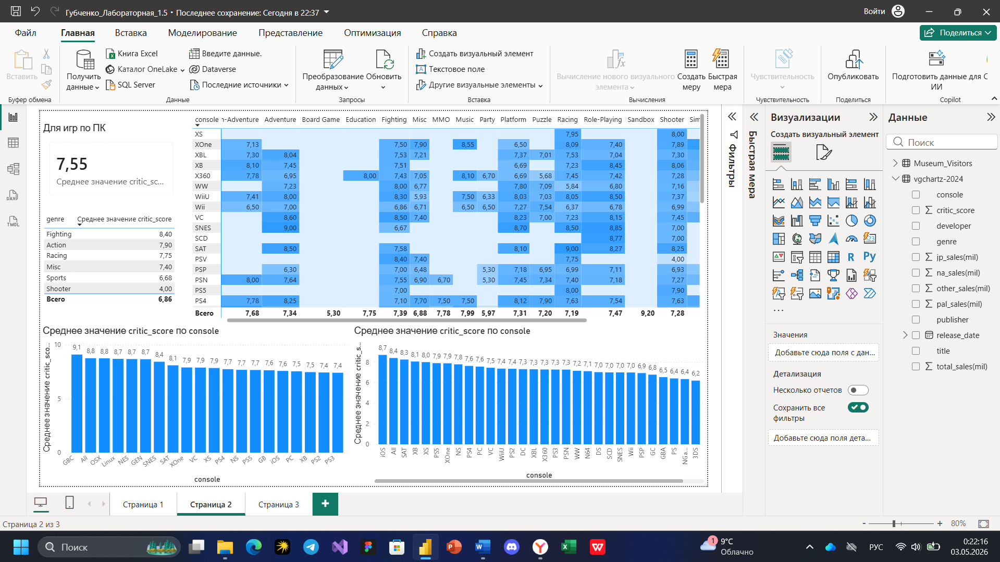 Губченко_Лабораторная_1.5 • Последнее сохранение: Сегодня в 22:37
Войти
Файл Главная Вставка Моделирование Представление Оптимизация Справка
Поделиться
Вставить
Буфер обмена
Получить данные
Книга Excel
Каталог OneLake
SQL Server
Введите данные.
Dataverse
Последние источники
Данные
Преобразование данных
Обновить
Запросы
Создать визуальный элемент
Текстовое поле
Другие визуальные элементы
Вставка
Вычисление нового визуального элемента
Создать меру
Быстрая мера
Вычисления
Чувствительность
Чувствительность
Опубликовать
Поделиться
Подготовить данные для С
ИИ
Copilot
Для игр по ПК
7,55
Среднее значение critic_sc...
genre Среднее значение critic_score
Fighting 8,40
Action 7,90
Racing 7,75
Misc 7,40
Sports 6,68
Shooter 4,00
Всего 6,86
console n-Adventure Adventure Board Game Education Fighting Misc MMO Music Party Platform Puzzle Racing Role-Playing Sandbox Shooter Sim
XS 7,95 8,00
XOne 7,13 7,50 7,90 8,55 6,50 8,09 7,40 7,89
XBL 7,30 8,04 7,53 7,21 7,37 7,01 7,53 7,04 7,30
XB 8,10 7,45 7,51 6,69 7,23 8,45 8,06
X360 7,78 6,95 8,00 7,43 7,05 8,10 6,70 6,69 5,68 7,45 7,42 7,28
WW 7,23 8,00 6,77 7,80 7,09 5,84 6,80 7,16
WiiU 7,41 8,00 8,30 5,93 7,50 6,33 8,03 7,03 8,05 8,50 7,37
Wii 6,50 7,00 6,86 6,71 6,50 6,50 7,27 7,54 6,37 6,78 6,99
VC 8,60 8,50 7,40 8,23 7,00 7,23 8,15 7,45
SNES 9,00 6,67 8,70 8,50 8,85 7,00
SCD 8,77 7,00
SAT 8,50 7,58 8,10 9,00 8,27 8,25
PSV 8,40 7,40 7,75 4,00
PSP 6,30 7,00 6,48 5,30 7,18 6,95 6,99 7,11 6,93
PSN 8,00 7,64 7,55 6,90 6,70 5,30 7,45 7,34 7,40 7,18 7,27
PS5 7,00 8,00 7,90
PS4 7,78 8,25 7,10 7,70 7,50 7,50 8,12 7,90 7,63 7,54 7,63
Всего 7,68 7,34 5,30 7,75 7,39 6,88 7,78 7,99 5,97 7,31 7,20 7,19 7,47 9,20 7,28
Среднее значение critic_score по console
Среднее значение critic_sco...
10
5
0
9,1 8,8 8,8 8,7 8,7 8,7 8,4 8,1 7,9 7,9 7,9 7,7 7,7 7,7 7,6 7,6 7,5 7,5 7,4 7,4
GBC All OSX Linux NES GEN SNES SAT XOne VC XS PS4 NS PS5 GB iOS PC XB PS2 PS3
console
Среднее значение critic_score по console
Среднее значение critic_s...
8
6
4
2
0
8,7 8,4 8,3 8,1 8,0 7,9 7,9 7,8 7,6 7,6 7,5 7,4 7,4 7,3 7,3 7,3 7,3 7,3 7,2 7,1 7,0 7,0 7,0 7,0 6,9 6,8 6,5 6,4 6,4 6,2
iOS All SAT XB XS PS5 XOne NS PS4 PC VC WiiU PS2 DC XBL X360 PS3 PSN WW N64 DS SCD SNES Wii PSP GC GBA PS NGa... 3DS
console
Фильтры
Быстрая мера
Визуализации
Создать визуальный элемент
123
R
Py
...
Значения
Добавьте сюда поля с дан...
Детализация
Несколько отчетов
Сохранить все фильтры
Добавьте сюда поля дета...
Данные
Поиск
Museum_Visitors
vgchartz-2024
console
critic_score
developer
genre
jp_sales(mil)
na_sales(mil)
other_sales(mil)
pal_sales(mil)
publisher
release_date
title
total_sales(mil)
DAX
TMDL
Страница 1 Страница 2 Страница 3 +
Страница 2 из 3
- + 80%
Поиск
1
9°C
Облачно
РУС
0:22:16
03.05.2026